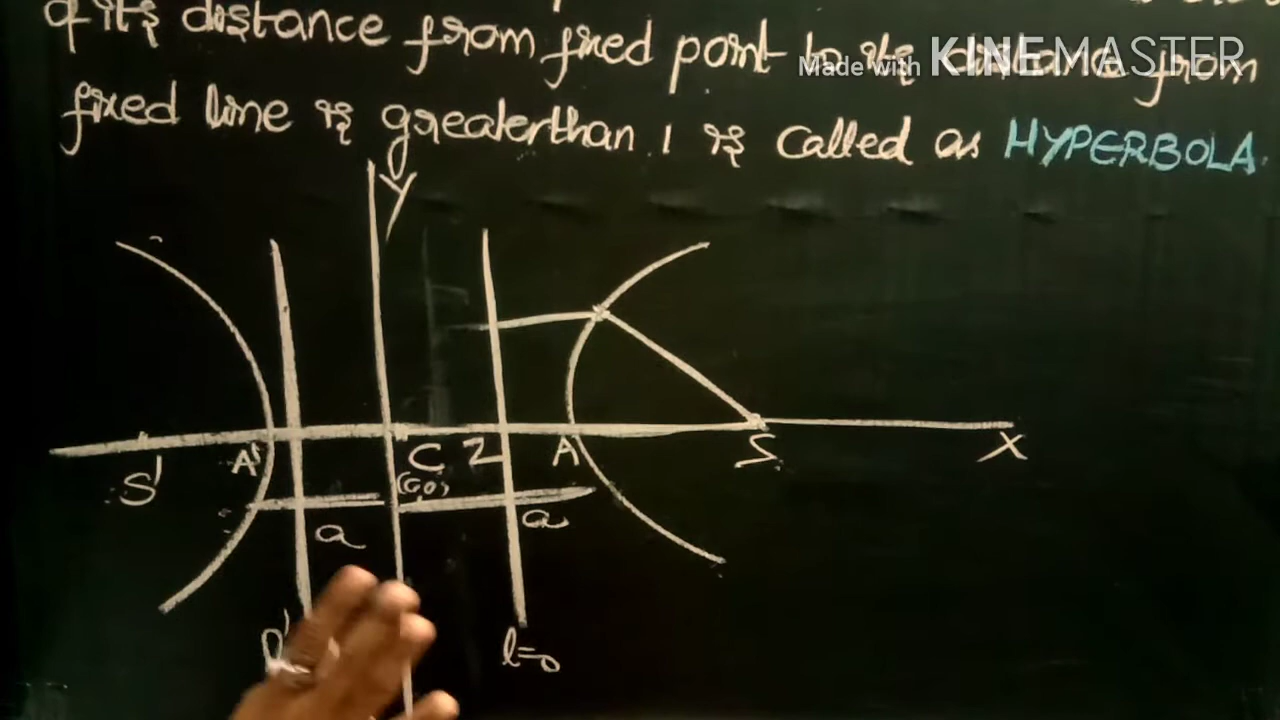 of its distance from fixed point to its distance from
Made with KINEMASTER
fixed line is greaterthan 1 is called as HYPERBOLA.
Y
S' A' C Z A S X
(0,0)
a a
l' l=0